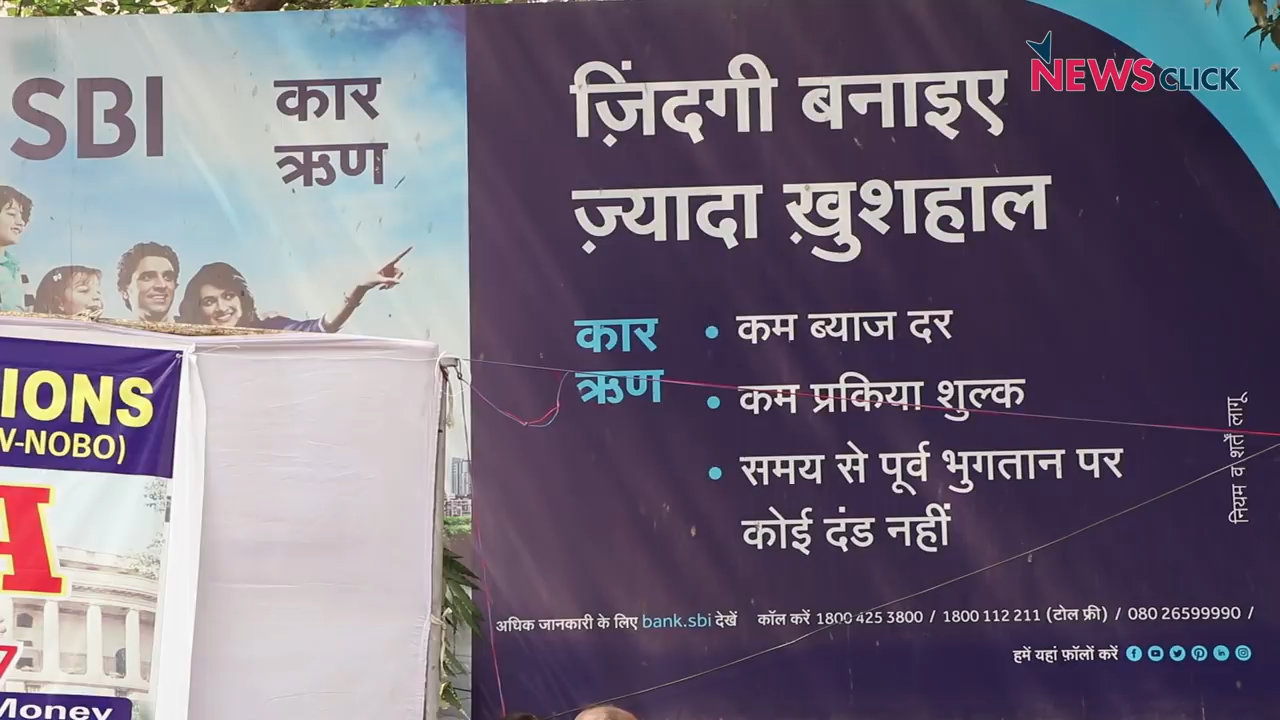 NEWSCLICK
SBI
कार
ऋण
ज़िंदगी बनाइए
ज़्यादा ख़ुशहाल
कार
ऋण
• कम ब्याज दर
• कम प्रकिया शुल्क
• समय से पूर्व भुगतान पर
कोई दंड नहीं
नियम व शर्तें लागू
अधिक जानकारी के लिए bank.sbi देखें कॉल करें 1800 425 3800 / 1800 112 211 (टोल फ्री) / 080 26599990 /
हमें यहां फ़ॉलों करें
IONS
V-NOBO)
A
7
Money